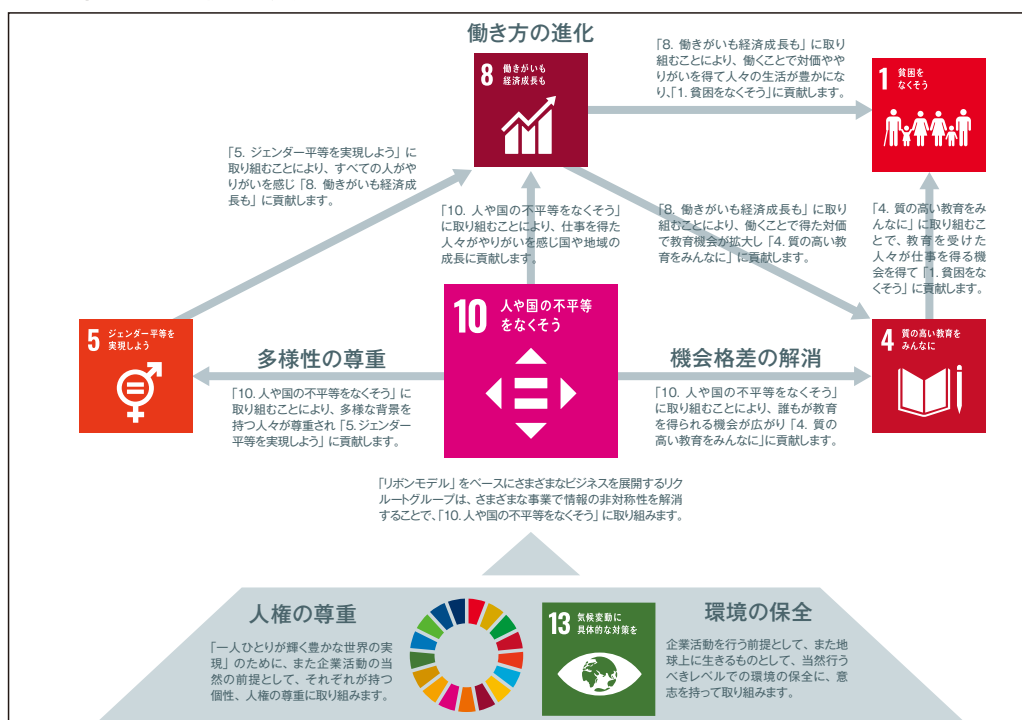 働き方の進化
8 働きがいも
経済成長も
「8. 働きがいも経済成長も」に取り
組むことにより、働くことで対価やや
りがいを得て人々の生活が豊かにな
り、「1. 貧困をなくそう」に貢献します。
1 貧困を
なくそう
「5. ジェンダー平等を実現しよう」に
取り組むことにより、すべての人がや
りがいを感じ「8. 働きがいも経済成
長も」に貢献します。
「10. 人や国の不平等をなくそう」
に取り組むことにより、仕事を得た
人々がやりがいを感じ国や地域の
成長に貢献します。
「8. 働きがいも経済成長も」に取り
組むことにより、働くことで得た対価
で教育機会が拡大し「4. 質の高い教
育をみんなに」に貢献します。
「4. 質の高い教育をみ
んなに」に取り組むこ
とで、教育を受けた
人々が仕事を得る機
会を得て「1. 貧困をな
くそう」に貢献します。
5 ジェンダー平等を
実現しよう
多様性の尊重
「10. 人や国の不平等をなくそう」に
取り組むことにより、多様な背景を
持つ人々が尊重され「5. ジェンダー
平等を実現しよう」に貢献します。
10 人や国の不平等
をなくそう
機会格差の解消
「10. 人や国の不平等をなくそう」
に取り組むことにより、誰もが教育
を得られる機会が広がり「4. 質の
高い教育をみんなに」に貢献します。
4 質の高い教育を
みんなに
「リボンモデル」をベースにさまざまなビジネスを展開するリク
ルートグループは、さまざまな事業で情報の非対称性を解消
することで、「10. 人や国の不平等をなくそう」に取り組みます。
人権の尊重
「一人ひとりが輝く豊かな世界の実
現」のために、また企業活動の当
然の前提として、それぞれが持つ
個性、人権の尊重に取り組みます。
13 気候変動に
具体的な対策を
環境の保全
企業活動を行う前提として、また地
球上に生きるものとして、当然行う
べきレベルでの環境の保全に、意
志を持って取り組みます。